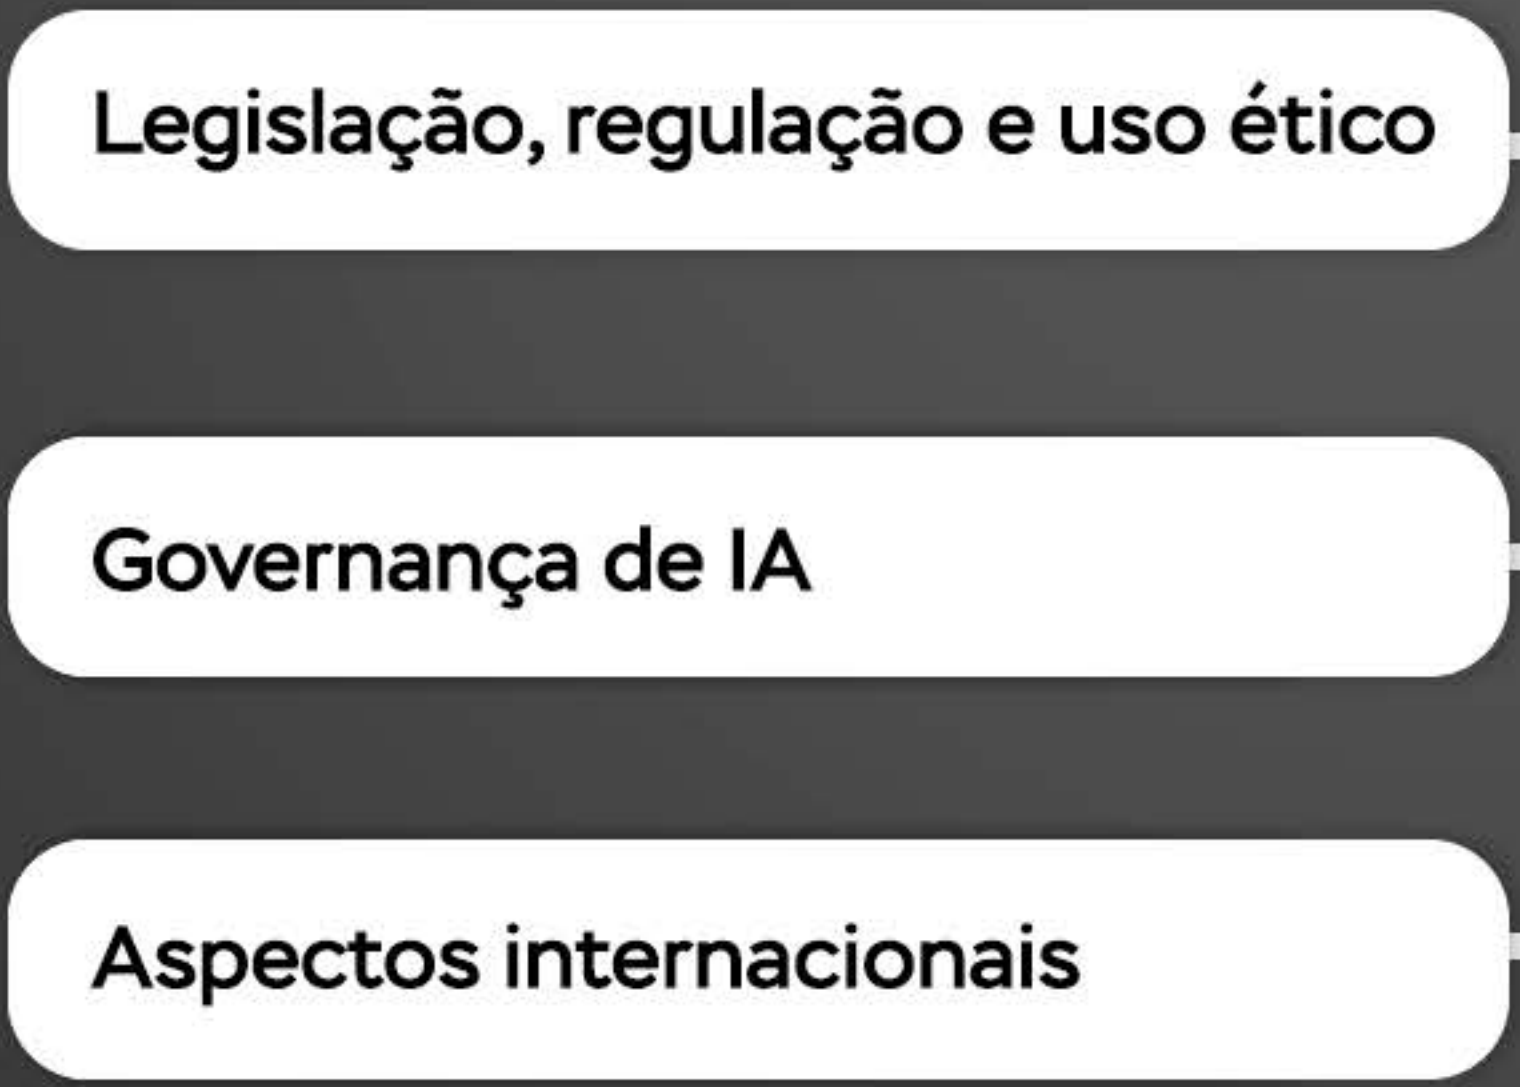 Legislação, regulação e uso ético
Governança de IA
Aspectos internacionais